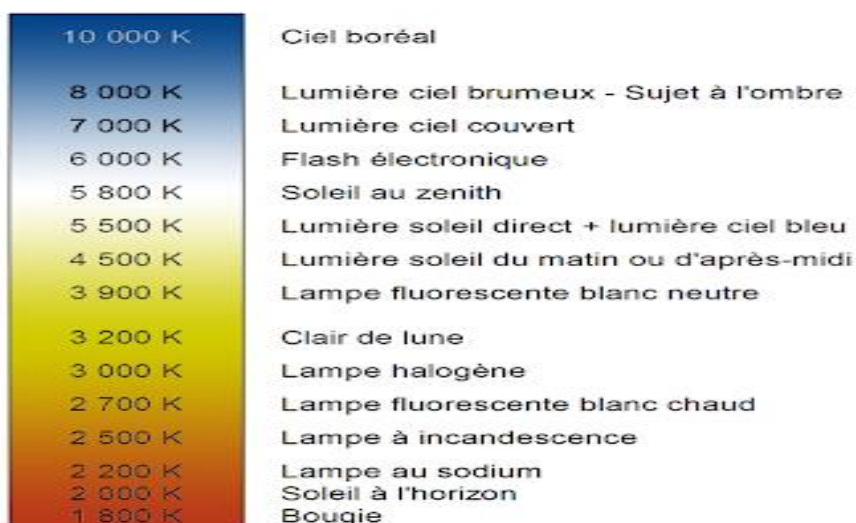 10 000 K Ciel boréal
8 000 K Lumière ciel brumeux - Sujet à l'ombre
7 000 K Lumière ciel couvert
6 000 K Flash électronique
5 800 K Soleil au zenith
5 500 K Lumière soleil direct + lumière ciel bleu
4 500 K Lumière soleil du matin ou d'après-midi
3 900 K Lampe fluorescente blanc neutre
3 200 K Clair de lune
3 000 K Lampe halogène
2 700 K Lampe fluorescente blanc chaud
2 500 K Lampe à incandescence
2 200 K Lampe au sodium
2 000 K Soleil à l'horizon
1 800 K Bougie